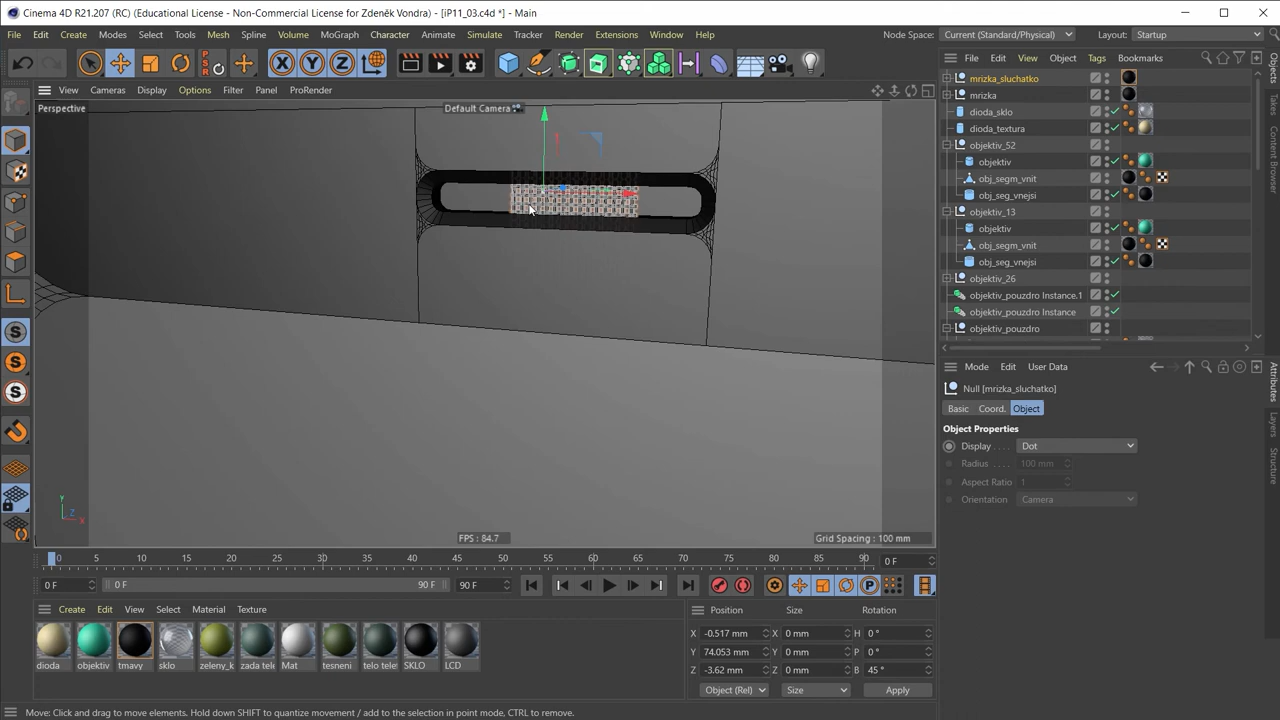 Cinema 4D R21.207 (RC) (Educational License - Non-Commercial License for Zdeněk Vondra) - [iP11_03.c4d *] - Main
File Edit Create Modes Select Tools Mesh Spline Volume MoGraph Character Animate Simulate Tracker Render Extensions Window Help Node Space: Current (Standard/Physical) Layout: Startup
X Y Z PSR
File Edit View Object Tags Bookmarks
View Cameras Display Options Filter Panel ProRender
Perspective Default Camera
mrizka_sluchatko
mrizka
dioda_sklo
dioda_textura
objektiv_52
objektiv
obj_segm_vnit
obj_seg_vnejsi
objektiv_13
objektiv
obj_segm_vnit
obj_seg_vnejsi
objektiv_26
objektiv_pouzdro Instance.1
objektiv_pouzdro Instance
objektiv_pouzdro
Objects
Takes
Content Browser
Mode Edit User Data
Null [mrizka_sluchatko]
Basic Coord. Object
Object Properties
Display . . . . Dot
Radius . . . . 100 mm
Aspect Ratio 1
Orientation . Camera
Attributes
Layers
Structure
Y
Z
X
FPS : 84.7 Grid Spacing : 100 mm
0 5 10 15 20 25 30 35 40 45 50 55 60 65 70 75 80 85 90 0 F
0 F 0 F 90 F 90 F
Create Edit View Select Material Texture
dioda objektiv tmavy sklo zeleny_k zada tele Mat tesneni telo telef SKLO LCD
Position Size Rotation
X -0.517 mm X 0 mm H 0 °
Y 74.053 mm Y 0 mm P 0 °
Z -3.62 mm Z 0 mm B 45 °
Object (Rel) Size Apply
Move: Click and drag to move elements. Hold down SHIFT to quantize movement / add to the selection in point mode, CTRL to remove.